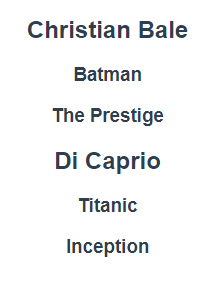 Christian Bale
Batman
The Prestige
Di Caprio
Titanic
Inception